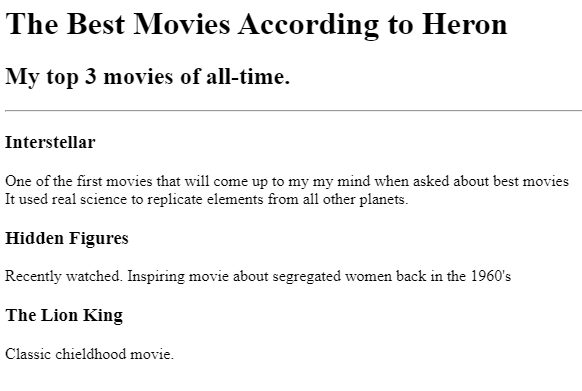 The Best Movies According to Heron
My top 3 movies of all-time.
Interstellar
One of the first movies that will come up to my my mind when asked about best movies
It used real science to replicate elements from all other planets.
Hidden Figures
Recently watched. Inspiring movie about segregated women back in the 1960's
The Lion King
Classic chieldhood movie.